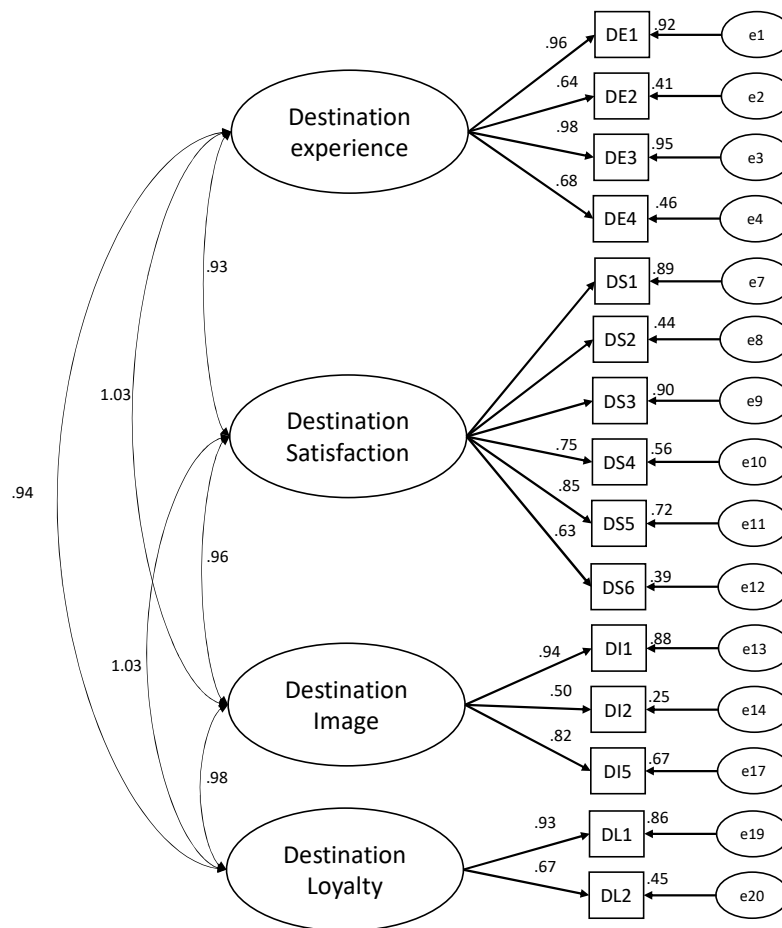 DE1
.92
e1
.96
DE2
.41
e2
.64
Destination
experience
.98
DE3
.95
e3
.68
DE4
.46
e4
.93
DS1
.89
e7
DS2
.44
e8
1.03
Destination
Satisfaction
DS3
.90
e9
.75
DS4
.56
e10
.94
.85
DS5
.72
e11
.63
.96
DS6
.39
e12
1.03
.94
DI1
.88
e13
Destination
Image
.50
DI2
.25
e14
.82
DI5
.67
e17
.98
.93
DL1
.86
e19
Destination
Loyalty
.67
DL2
.45
e20